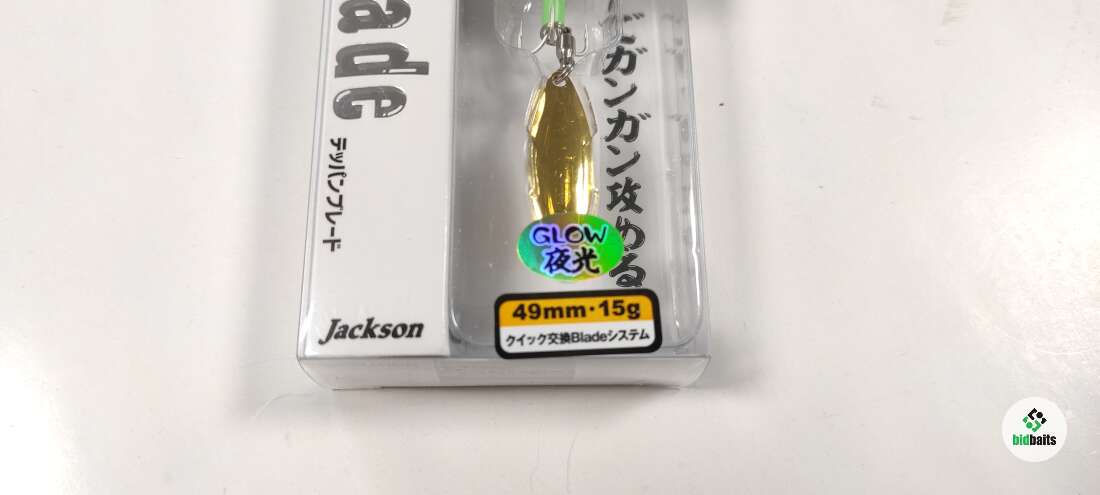 ade
テッパンブレード
Jackson
ガンガン攻める
GLOW
夜光
49mm・15g
クイック交換Bladeシステム
bidbaits